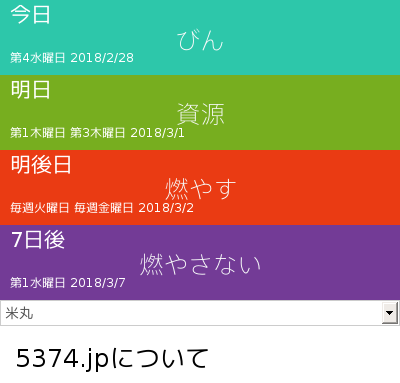 今日
びん
第4水曜日 2018/2/28
明日
資源
第1木曜日 第3木曜日 2018/3/1
明後日
燃やす
毎週火曜日 毎週金曜日 2018/3/2
7日後
燃やさない
第1水曜日 2018/3/7
米丸
5374.jpについて